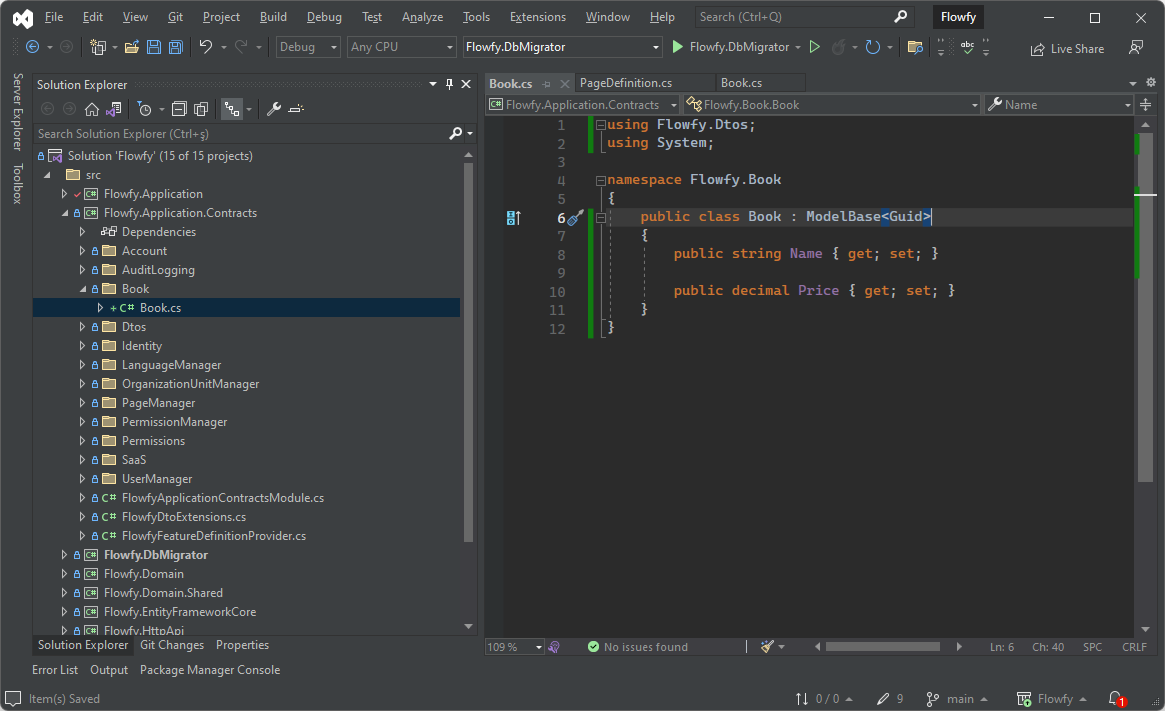 File Edit View Git Project Build Debug Test Analyze Tools Extensions Window Help Search (Ctrl+Q) Flowfy
Debug Any CPU Flowfy.DbMigrator Flowfy.DbMigrator abc Live Share
Server Explorer
Toolbox
Solution Explorer
Search Solution Explorer (Ctrl+ş)
Solution 'Flowfy' (15 of 15 projects)
src
C# Flowfy.Application
C# Flowfy.Application.Contracts
Dependencies
Account
AuditLogging
Book
C# Book.cs
Dtos
Identity
LanguageManager
OrganizationUnitManager
PageManager
PermissionManager
Permissions
SaaS
UserManager
C# FlowfyApplicationContractsModule.cs
C# FlowfyDtoExtensions.cs
C# FlowfyFeatureDefinitionProvider.cs
C# Flowfy.DbMigrator
C# Flowfy.Domain
C# Flowfy.Domain.Shared
C# Flowfy.EntityFrameworkCore
C# Flowfy.HttpApi
Solution Explorer Git Changes Properties
Book.cs PageDefinition.cs Book.cs
C# Flowfy.Application.Contracts Flowfy.Book.Book Name
1 using Flowfy.Dtos;
2 using System;
3
4 namespace Flowfy.Book
5 {
6 public class Book : ModelBase<Guid>
7 {
8 public string Name { get; set; }
9
10 public decimal Price { get; set; }
11 }
12 }
109 % No issues found Ln: 6 Ch: 40 SPC CRLF
Error List Output Package Manager Console
Item(s) Saved 0 / 0 9 main Flowfy 1